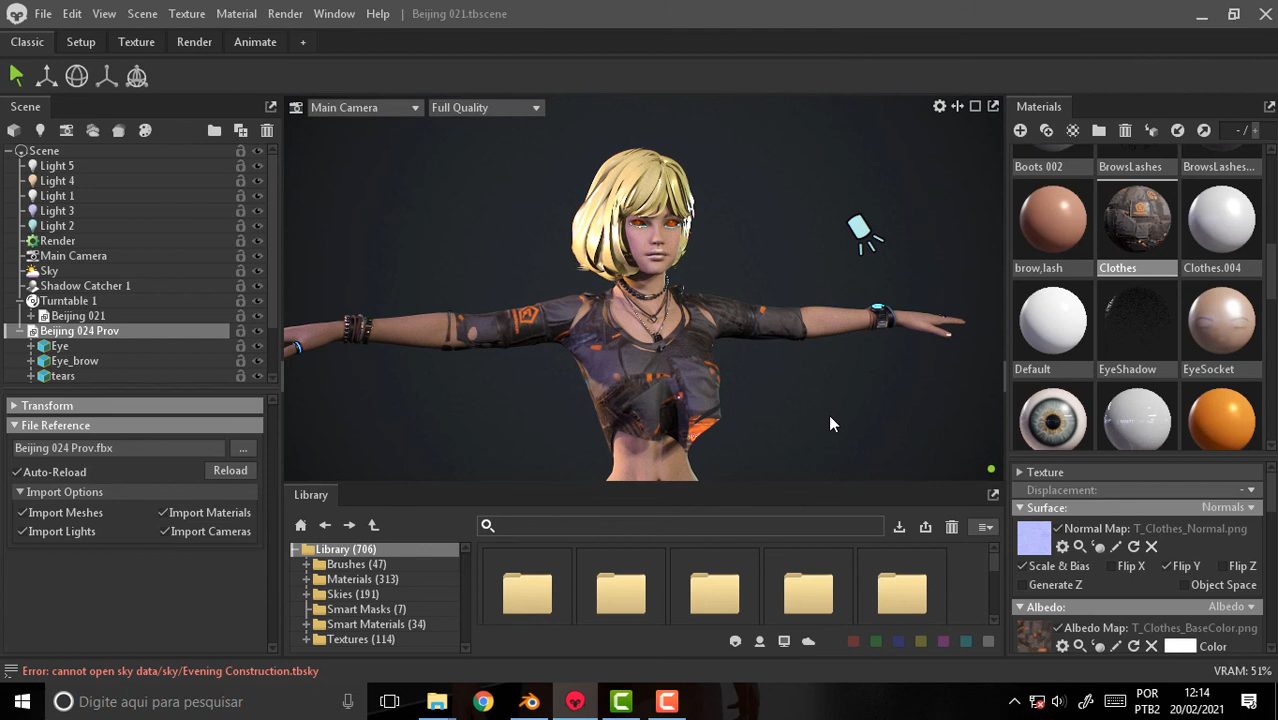 File Edit View Scene Texture Material Render Window Help Beijing 021.tbscene
Classic Setup Texture Render Animate +
Scene
Main Camera Full Quality
Materials
- /
Scene
Light 5
Light 4
Light 1
Light 3
Light 2
Render
Main Camera
Sky
Shadow Catcher 1
Turntable 1
Beijing 021
Beijing 024 Prov
Eye
Eye_brow
tears
Transform
File Reference
Beijing 024 Prov.fbx ...
Auto-Reload Reload
Import Options
Import Meshes Import Materials
Import Lights Import Cameras
Boots 002 BrowsLashes BrowsLashes...
brow,lash Clothes Clothes.004
Default EyeShadow EyeSocket
Texture
Displacement: -
Surface: Normals
Normal Map: T_Clothes_Normal.png
Scale & Bias Flip X Flip Y Flip Z
Generate Z Object Space
Albedo: Albedo
Albedo Map: T_Clothes_BaseColor.png
Color
Library
Library (706)
Brushes (47)
Materials (313)
Skies (191)
Smart Masks (7)
Smart Materials (34)
Textures (114)
Error: cannot open sky data/sky/Evening Construction.tbsky
VRAM: 51%
Digite aqui para pesquisar
POR
PTB2
12:14
20/02/2021